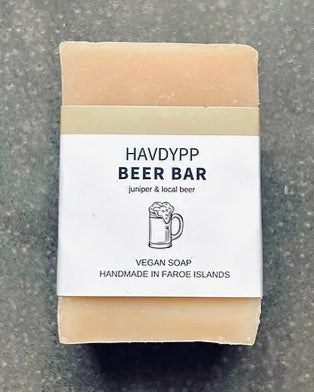 HAVDYPP
BEER BAR
juniper & local beer
VEGAN SOAP
HANDMADE IN FAROE ISLANDS